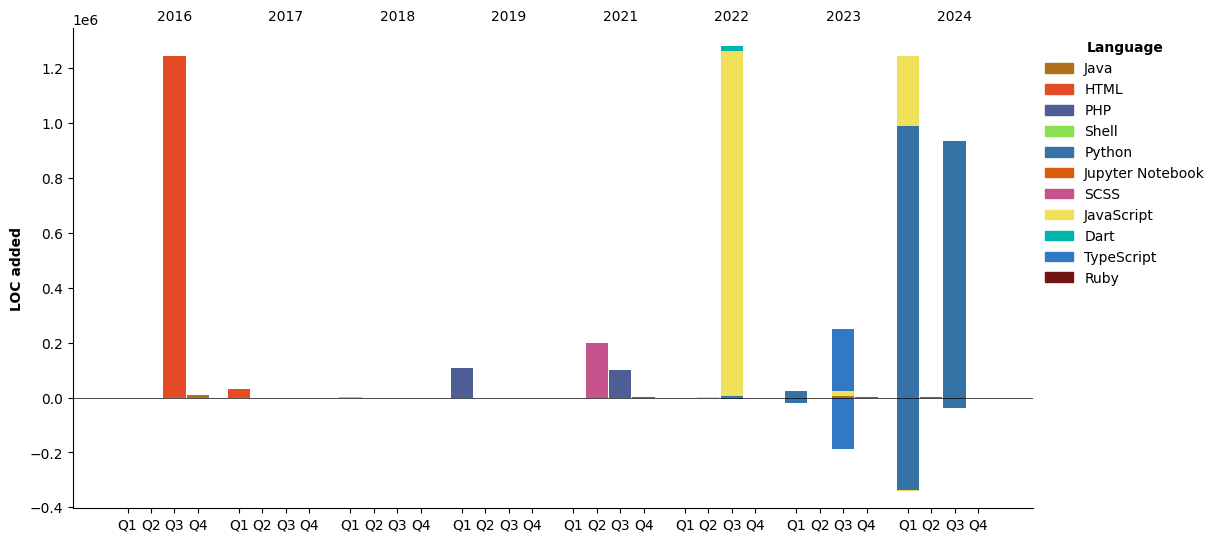 1e6
2016 2017 2018 2019 2021 2022 2023 2024
Language
Java
HTML
PHP
Shell
Python
Jupyter Notebook
SCSS
JavaScript
Dart
TypeScript
Ruby
LOC added
1.2
1.0
0.8
0.6
0.4
0.2
0.0
−0.2
−0.4
Q1 Q2 Q3 Q4 Q1 Q2 Q3 Q4 Q1 Q2 Q3 Q4 Q1 Q2 Q3 Q4 Q1 Q2 Q3 Q4 Q1 Q2 Q3 Q4 Q1 Q2 Q3 Q4 Q1 Q2 Q3 Q4